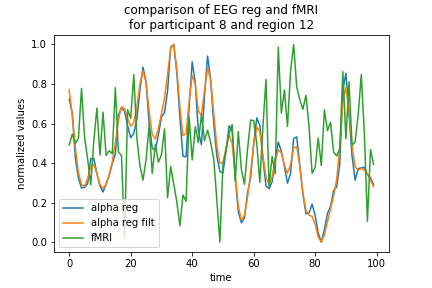 comparison of EEG reg and fMRI
for participant 8 and region 12
normalized values
1.0
0.8
0.6
0.4
0.2
0.0
alpha reg
alpha reg filt
fMRI
0 20 40 60 80 100
time